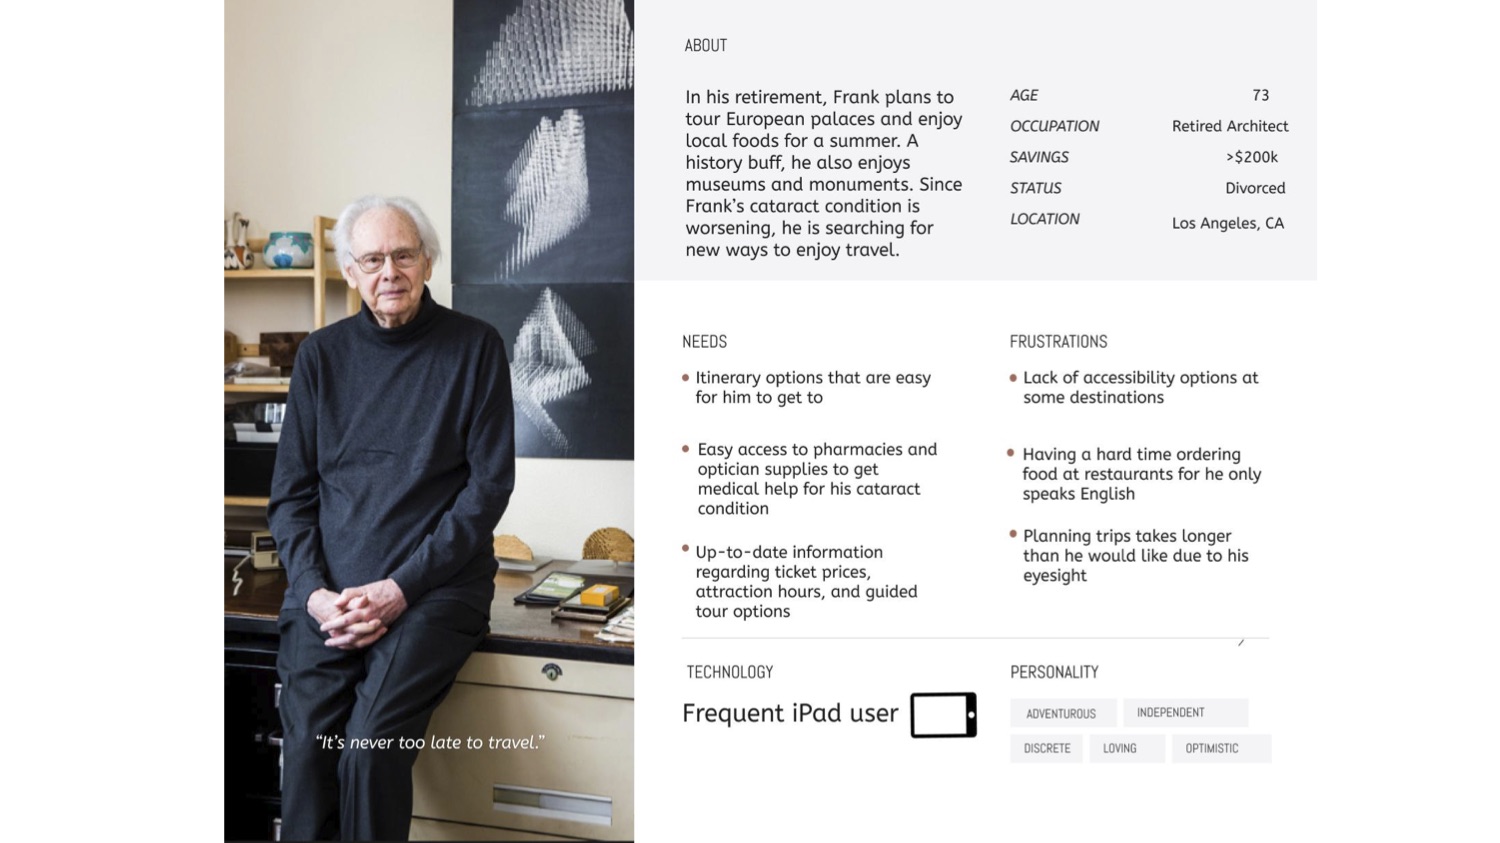 ABOUT
In his retirement, Frank plans to
tour European palaces and enjoy
local foods for a summer. A
history buff, he also enjoys
museums and monuments. Since
Frank's cataract condition is
worsening, he is searching for
new ways to enjoy travel.
AGE 73
OCCUPATION Retired Architect
SAVINGS >$200k
STATUS Divorced
LOCATION Los Angeles, CA
NEEDS
• Itinerary options that are easy
for him to get to
• Easy access to pharmacies and
optician supplies to get
medical help for his cataract
condition
• Up-to-date information
regarding ticket prices,
attraction hours, and guided
tour options
FRUSTRATIONS
• Lack of accessibility options at
some destinations
• Having a hard time ordering
food at restaurants for he only
speaks English
• Planning trips takes longer
than he would like due to his
eyesight
TECHNOLOGY
Frequent iPad user
PERSONALITY
ADVENTUROUS INDEPENDENT
DISCRETE LOVING OPTIMISTIC
“It’s never too late to travel.”